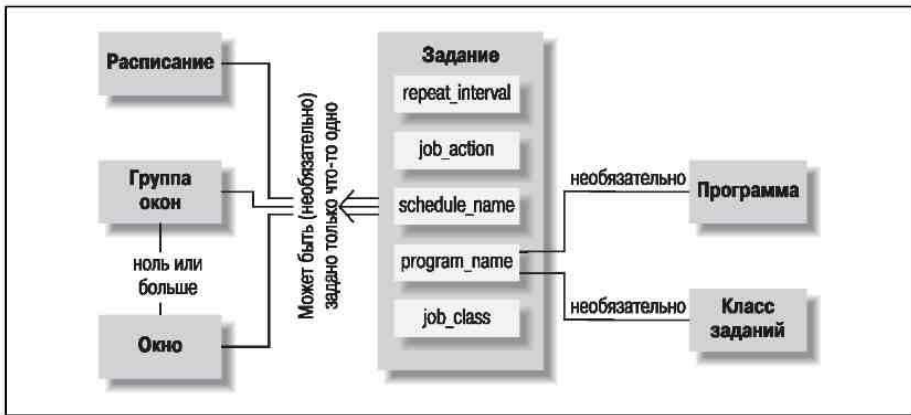 Расписание
Группа
окон
ноль или
больше
Окно
Может быть (необязательно)
задано только что-то одно
Задание
repeat_interval
job_action
schedule_name
program_name
job_class
необязательно
Программа
необязательно
Класс
заданий